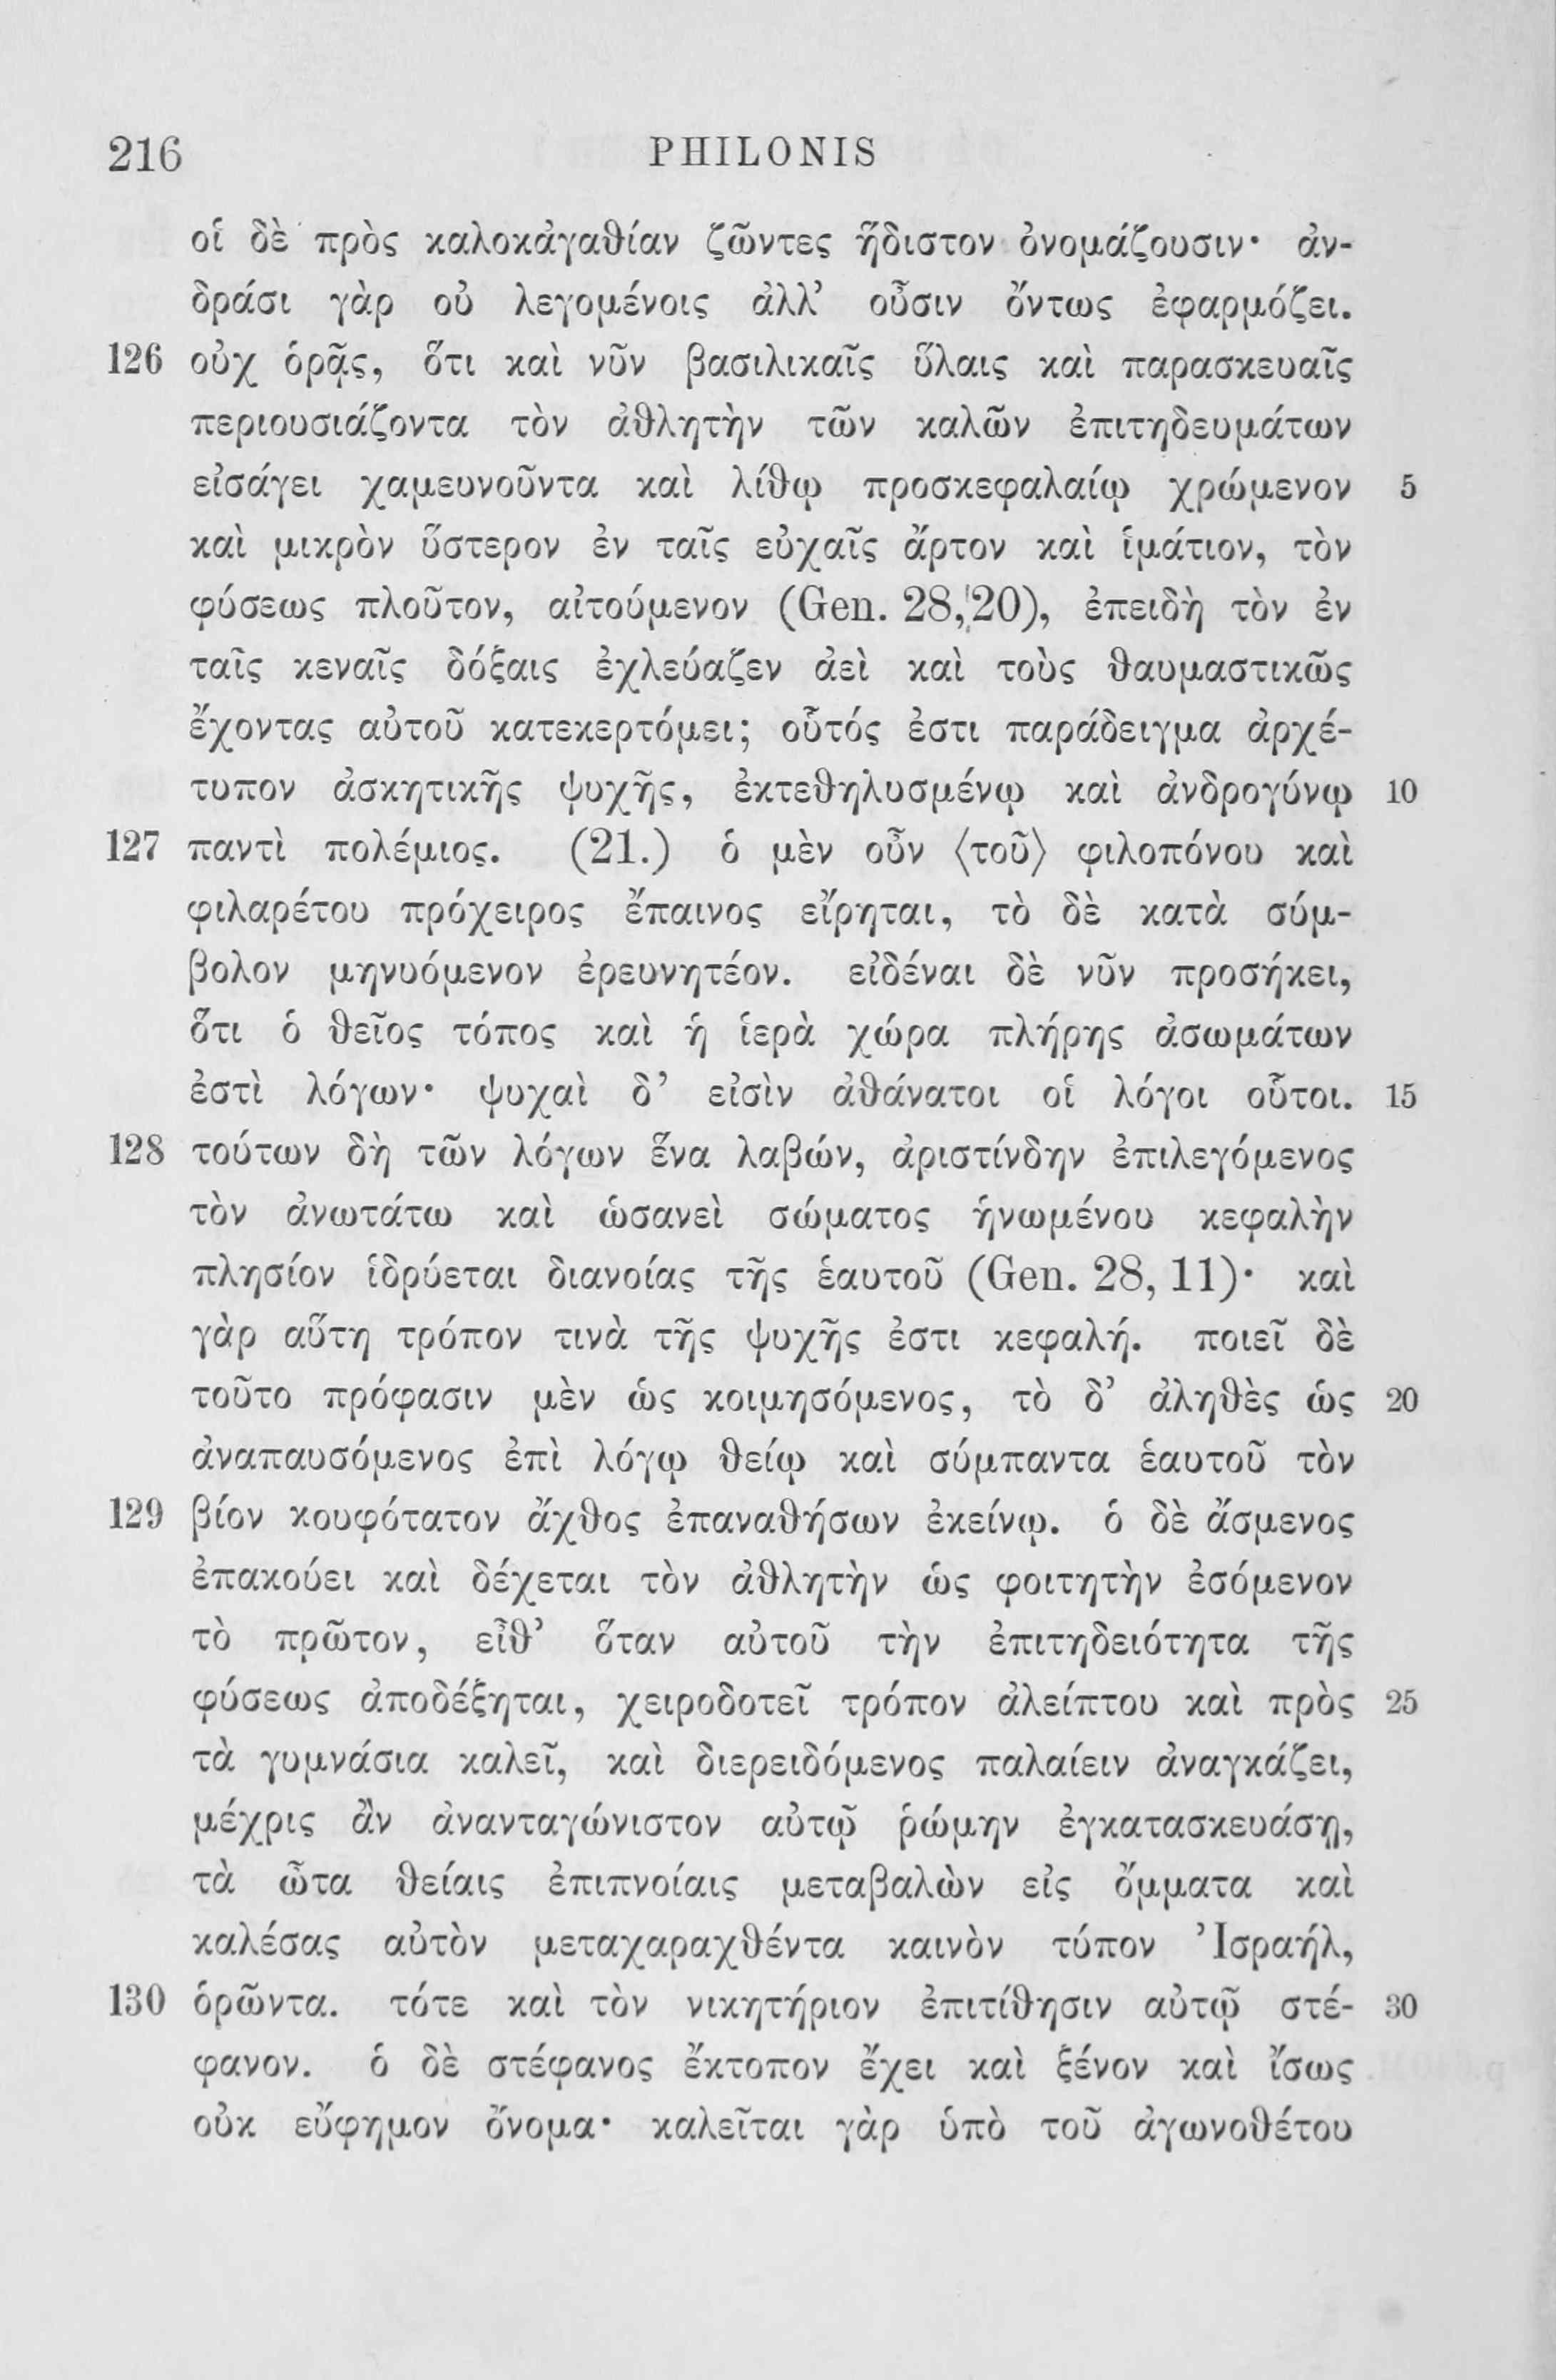 216 PHILONIS
οἱ δὲ πρὸς καλοκἀγαθίαν ζῶντες ἥδιστον ὀνομάζουσιν· ἀν-
δράσι γὰρ οὐ λεγομένοις ἀλλ’ οὖσιν ὄντως ἐφαρμόζει.
126 οὐχ ὁρᾷς, ὅτι καὶ νῦν βασιλικαῖς ὕλαις καὶ παρασκευαῖς
περιουσιάζοντα τὸν ἀθλητὴν τῶν καλῶν ἐπιτηδευμάτων
εἰσάγει χαμευνοῦντα καὶ λίθῳ προσκεφαλαίῳ χρώμενον 5
καὶ μικρὸν ὕστερον ἐν ταῖς εὐχαῖς ἄρτον καὶ ἱμάτιον, τὸν
φύσεως πλοῦτον, αἰτούμενον (Gen. 28, 20), ἐπειδὴ τὸν ἐν
ταῖς κεναῖς δόξαις ἐχλεύαζεν ἀεὶ καὶ τοὺς θαυμαστικῶς
ἔχοντας αὐτοῦ κατεκερτόμει; οὗτός ἐστι παράδειγμα ἀρχέ-
τυπον ἀσκητικῆς ψυχῆς, ἐκτεθηλυσμένῳ καὶ ἀνδρογύνῳ 10
127 παντὶ πολέμιος. (21.) ὁ μὲν οὖν ⟨τοῦ⟩ φιλοπόνου καὶ
φιλαρέτου πρόχειρος ἔπαινος εἴρηται, τὸ δὲ κατὰ σύμ-
βολον μηνυόμενον ἐρευνητέον. εἰδέναι δὲ νῦν προσήκει,
ὅτι ὁ θεῖος τόπος καὶ ἡ ἱερὰ χώρα πλήρης ἀσωμάτων
ἐστὶ λόγων· ψυχαὶ δ’ εἰσὶν ἀθάνατοι οἱ λόγοι οὗτοι. 15
128 τούτων δὴ τῶν λόγων ἕνα λαβών, ἀριστίνδην ἐπιλεγόμενος
τὸν ἀνωτάτω καὶ ὡσανεὶ σώματος ἡνωμένου κεφαλὴν
πλησίον ἱδρύεται διανοίας τῆς ἑαυτοῦ (Gen. 28, 11)· καὶ
γὰρ αὕτη τρόπον τινὰ τῆς ψυχῆς ἐστι κεφαλή. ποιεῖ δὲ
τοῦτο πρόφασιν μὲν ὡς κοιμησόμενος, τὸ δ’ ἀληθὲς ὡς 20
ἀναπαυσόμενος ἐπὶ λόγῳ θείῳ καὶ σύμπαντα ἑαυτοῦ τὸν
129 βίον κουφότατον ἄχθος ἐπαναθήσων ἐκείνῳ. ὁ δὲ ἄσμενος
ἐπακούει καὶ δέχεται τὸν ἀθλητὴν ὡς φοιτητὴν ἐσόμενον
τὸ πρῶτον, εἶθ’ ὅταν αὐτοῦ τὴν ἐπιτηδειότητα τῆς
φύσεως ἀποδέξηται, χειροδοτεῖ τρόπον ἀλείπτου καὶ πρὸς 25
τὰ γυμνάσια καλεῖ, καὶ διερειδόμενος παλαίειν ἀναγκάζει,
μέχρις ἂν ἀνανταγώνιστον αὐτῷ ῥώμην ἐγκατασκευάσῃ,
τὰ ὦτα θείαις ἐπιπνοίαις μεταβαλὼν εἰς ὄμματα καὶ
καλέσας αὐτὸν μεταχαραχθέντα καινὸν τύπον Ἰσραήλ,
130 ὁρῶντα. τότε καὶ τὸν νικητήριον ἐπιτίθησιν αὐτῷ στέ- 30
φανον. ὁ δὲ στέφανος ἔκτοπον ἔχει καὶ ξένον καὶ ἴσως
οὐκ εὔφημον ὄνομα· καλεῖται γὰρ ὑπὸ τοῦ ἀγωνοθέτου